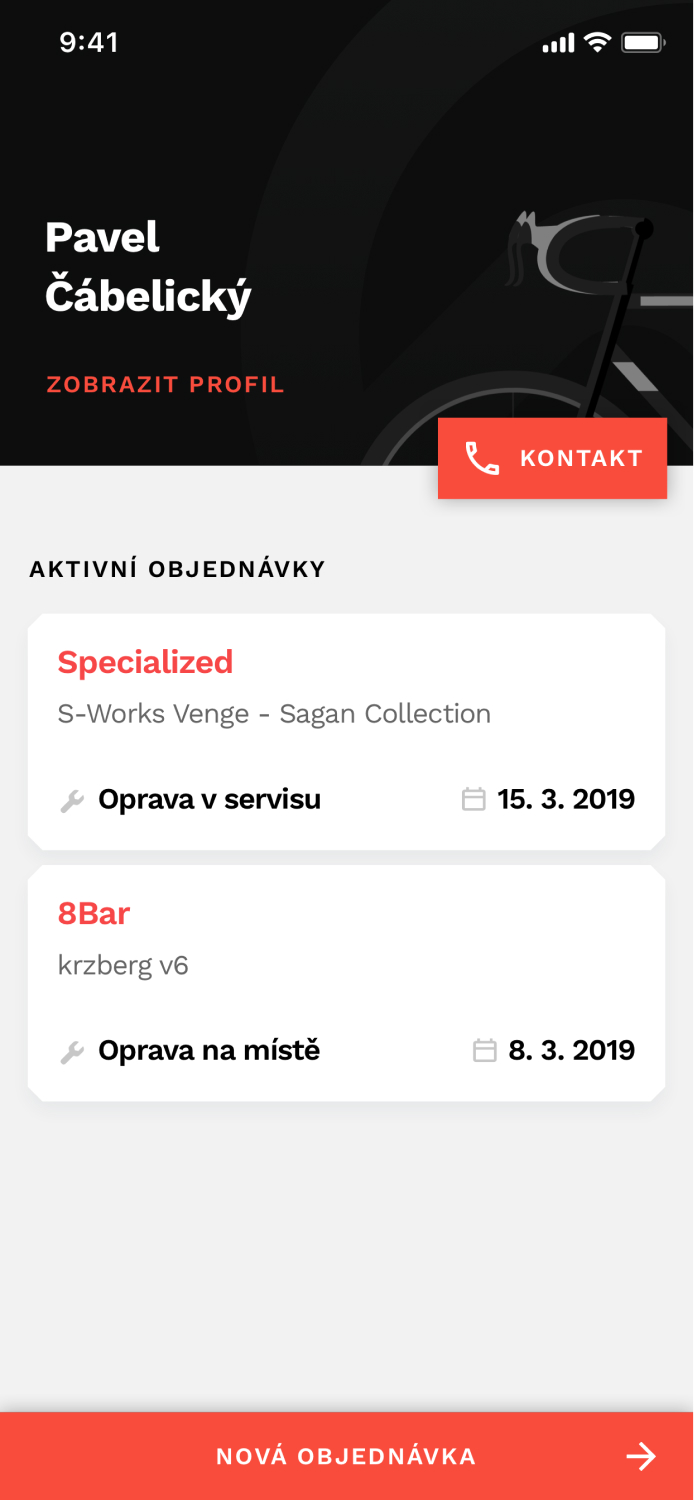 9:41
Pavel
Čábelický
ZOBRAZIT PROFIL
KONTAKT
AKTIVNÍ OBJEDNÁVKY
Specialized
S-Works Venge - Sagan Collection
Oprava v servisu 15. 3. 2019
8Bar
krzberg v6
Oprava na místě 8. 3. 2019
NOVÁ OBJEDNÁVKA